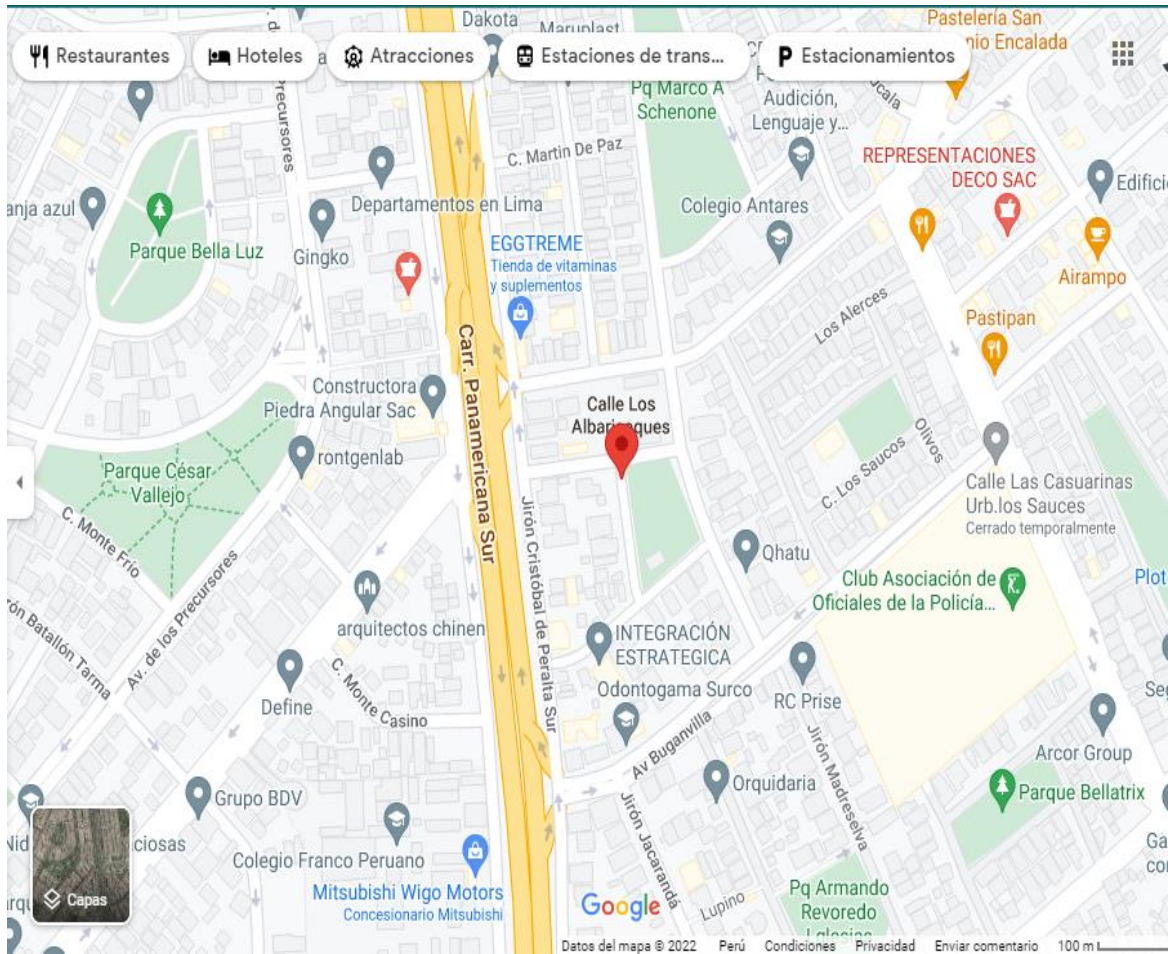 Dakota
Maruplast
Pastelería San
nio Encalada
Restaurantes
Hoteles
Atracciones
Estaciones de trans...
Estacionamientos
Precursores
Pq Marco A
Schenone
Audición,
Lenguaje y...
C. Martin De Paz
REPRESENTACIONES
DECO SAC
Edificio
anja azul
Departamentos en Lima
Colegio Antares
Parque Bella Luz
Gingko
EGGTREME
Tienda de vitaminas
y suplementos
Airampo
Los Alerces
Pastipan
Carr. Panamericana Sur
Constructora
Piedra Angular Sac
Calle Los
Albaricoques
Olivos
rontgenlab
Parque César
Vallejo
C. Los Saucos
Calle Las Casuarinas
Urb.los Sauces
Cerrado temporalmente
C. Monte Frío
Jirón Cristóbal de Peralta Sur
Qhatu
Club Asociación de
Oficiales de la Policía...
Plot
Av. de los Precursores
rón Batallón Tarma
arquitectos chinen
INTEGRACIÓN
ESTRATEGICA
Odontogama Surco
RC Prise
Define
C. Monte Casino
Av Buganvilla
Arcor Group
Jirón Madreselva
Orquidaria
Parque Bellatrix
Grupo BDV
Jirón Jacarandá
Nid
ciosas
Colegio Franco Peruano
Mitsubishi Wigo Motors
Concesionario Mitsubishi
Capas
Google
Lupino
Pq Armando
Revoredo
Iglesias
Datos del mapa © 2022 Perú Condiciones Privacidad Enviar comentario 100 m